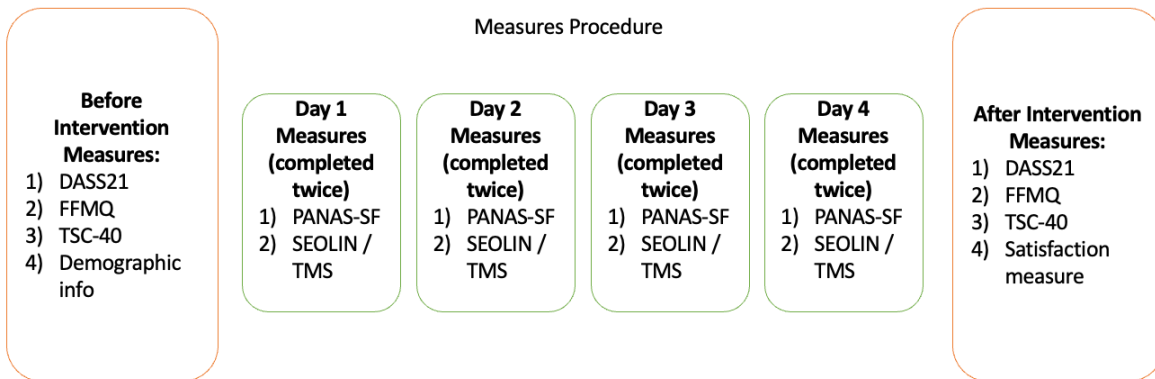 Measures Procedure
Before
Intervention
Measures:
1) DASS21
2) FFMQ
3) TSC-40
4) Demographic
info
Day 1
Measures
(completed
twice)
1) PANAS-SF
2) SEOLIN /
TMS
Day 2
Measures
(completed
twice)
1) PANAS-SF
2) SEOLIN /
TMS
Day 3
Measures
(completed
twice)
1) PANAS-SF
2) SEOLIN /
TMS
Day 4
Measures
(completed
twice)
1) PANAS-SF
2) SEOLIN /
TMS
After Intervention
Measures:
1) DASS21
2) FFMQ
3) TSC-40
4) Satisfaction
measure